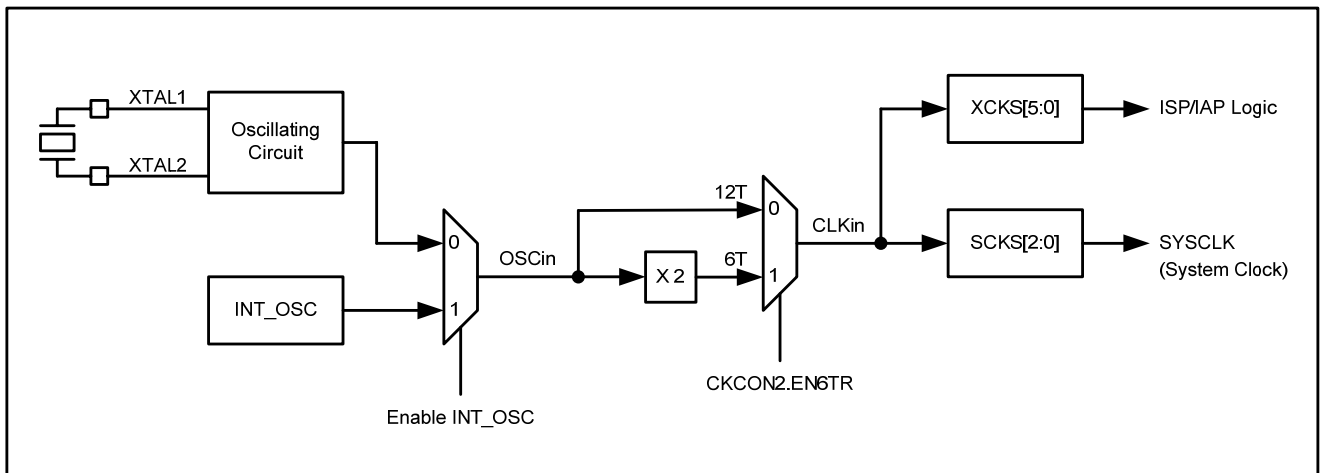 XTAL1
XTAL2
Oscillating
Circuit
INT_OSC
0
1
Enable INT_OSC
OSCin
12T
X 2
6T
0
1
CKCON2.EN6TR
CLKin
XCKS[5:0]
ISP/IAP Logic
SCKS[2:0]
SYSCLK
(System Clock)